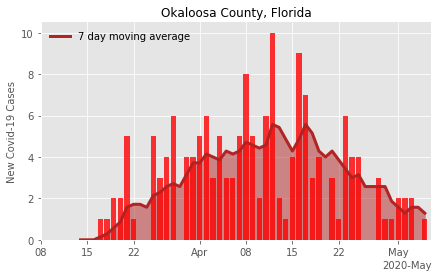 Okaloosa County, Florida
7 day moving average
New Covid-19 Cases
10
8
6
4
2
0
08 15 22 Apr 08 15 22 May
2020-May